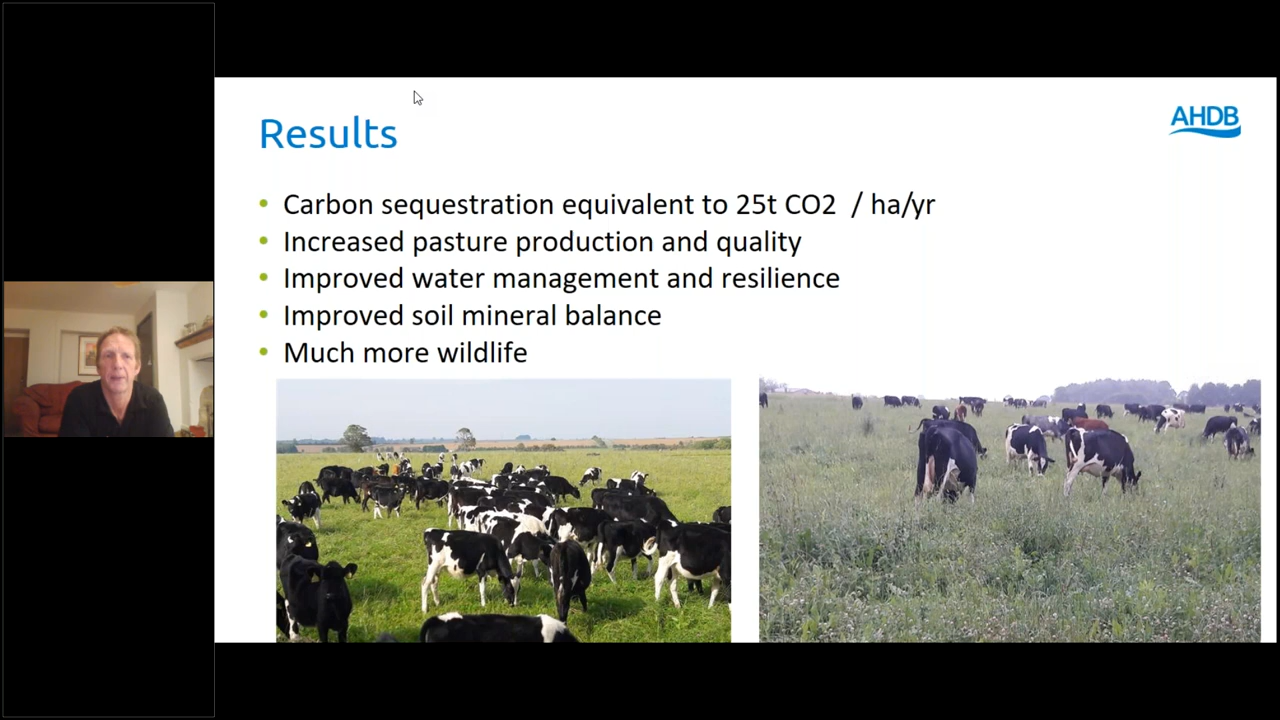 Results
AHDB
• Carbon sequestration equivalent to 25t CO2 / ha/yr
• Increased pasture production and quality
• Improved water management and resilience
• Improved soil mineral balance
• Much more wildlife